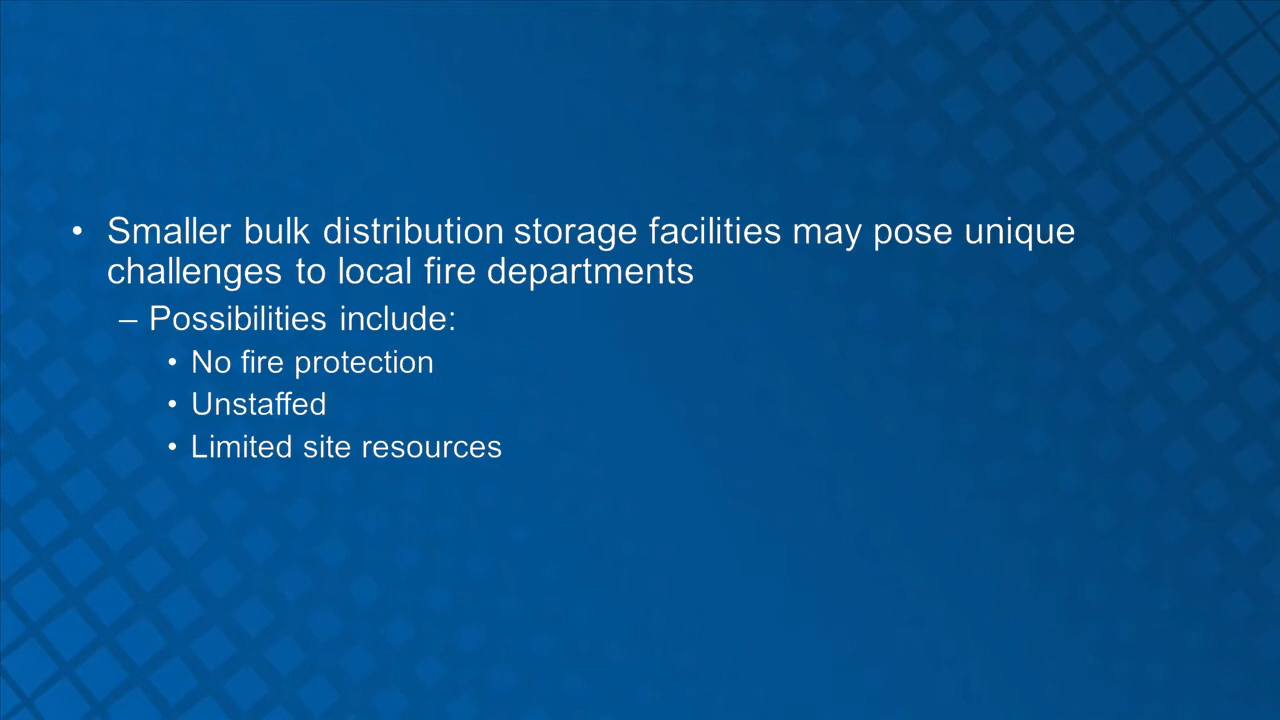 • Smaller bulk distribution storage facilities may pose unique
challenges to local fire departments
– Possibilities include:
• No fire protection
• Unstaffed
• Limited site resources